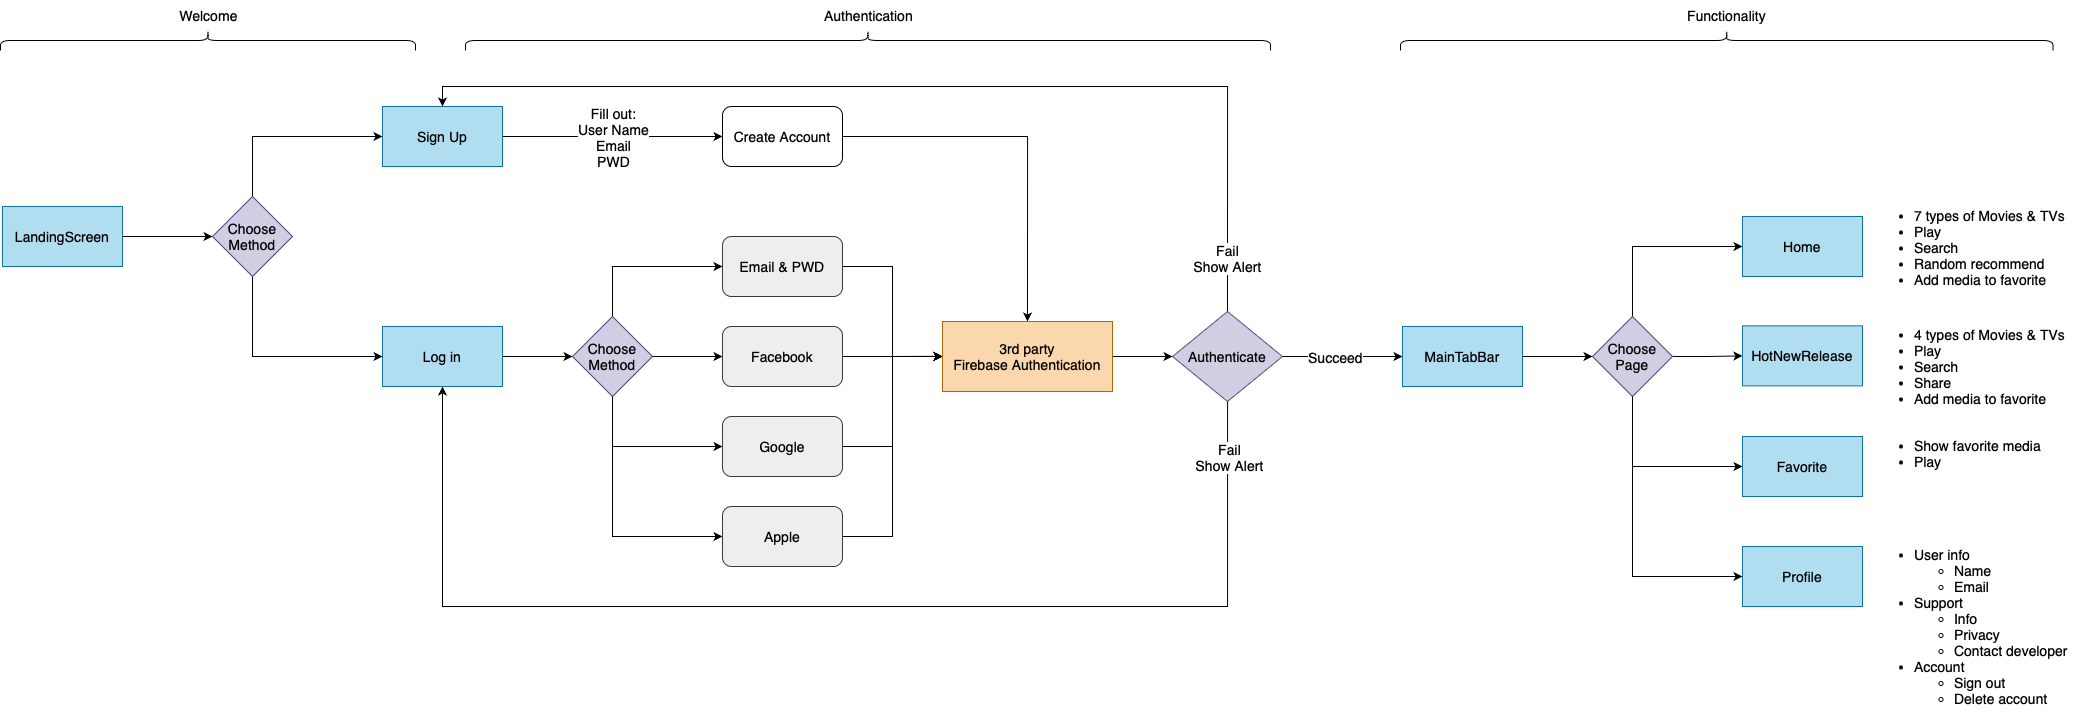 Welcome
Authentication
Functionality
LandingScreen
Choose
Method
Sign Up
Fill out:
User Name
Email
PWD
Create Account
Log in
Choose
Method
Email & PWD
Facebook
Google
Apple
3rd party
Firebase Authentication
Fail
Show Alert
Authenticate
Fail
Show Alert
Succeed
MainTabBar
Choose
Page
Home
• 7 types of Movies & TVs
• Play
• Search
• Random recommend
• Add media to favorite
HotNewRelease
• 4 types of Movies & TVs
• Play
• Search
• Share
• Add media to favorite
Favorite
• Show favorite media
• Play
Profile
• User info
◦ Name
◦ Email
• Support
◦ Info
◦ Privacy
◦ Contact developer
• Account
◦ Sign out
◦ Delete account